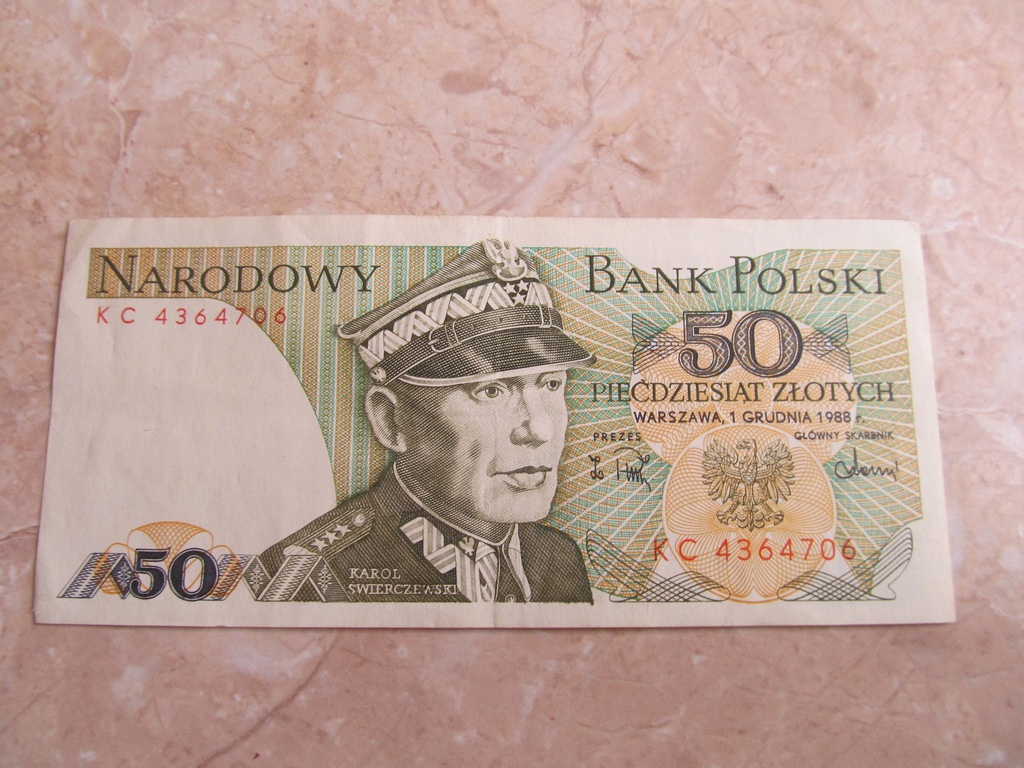 NARODOWY BANK POLSKI
KC 4364706
50
PIĘĆDZIESIĄT ZŁOTYCH
WARSZAWA, 1 GRUDNIA 1988 r.
PREZES GŁÓWNY SKARBNIK
KC 4364706
50
KAROL
ŚWIERCZEWSKI